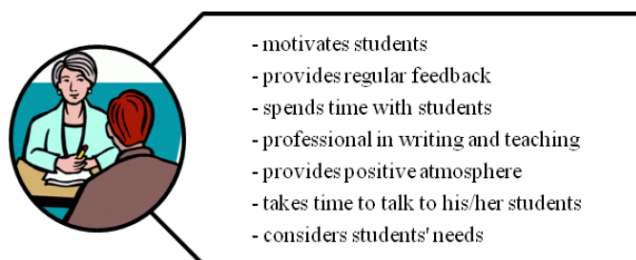 - motivates students
- provides regular feedback
- spends time with students
- professional in writing and teaching
- provides positive atmosphere
- takes time to talk to his/her students
- considers students' needs